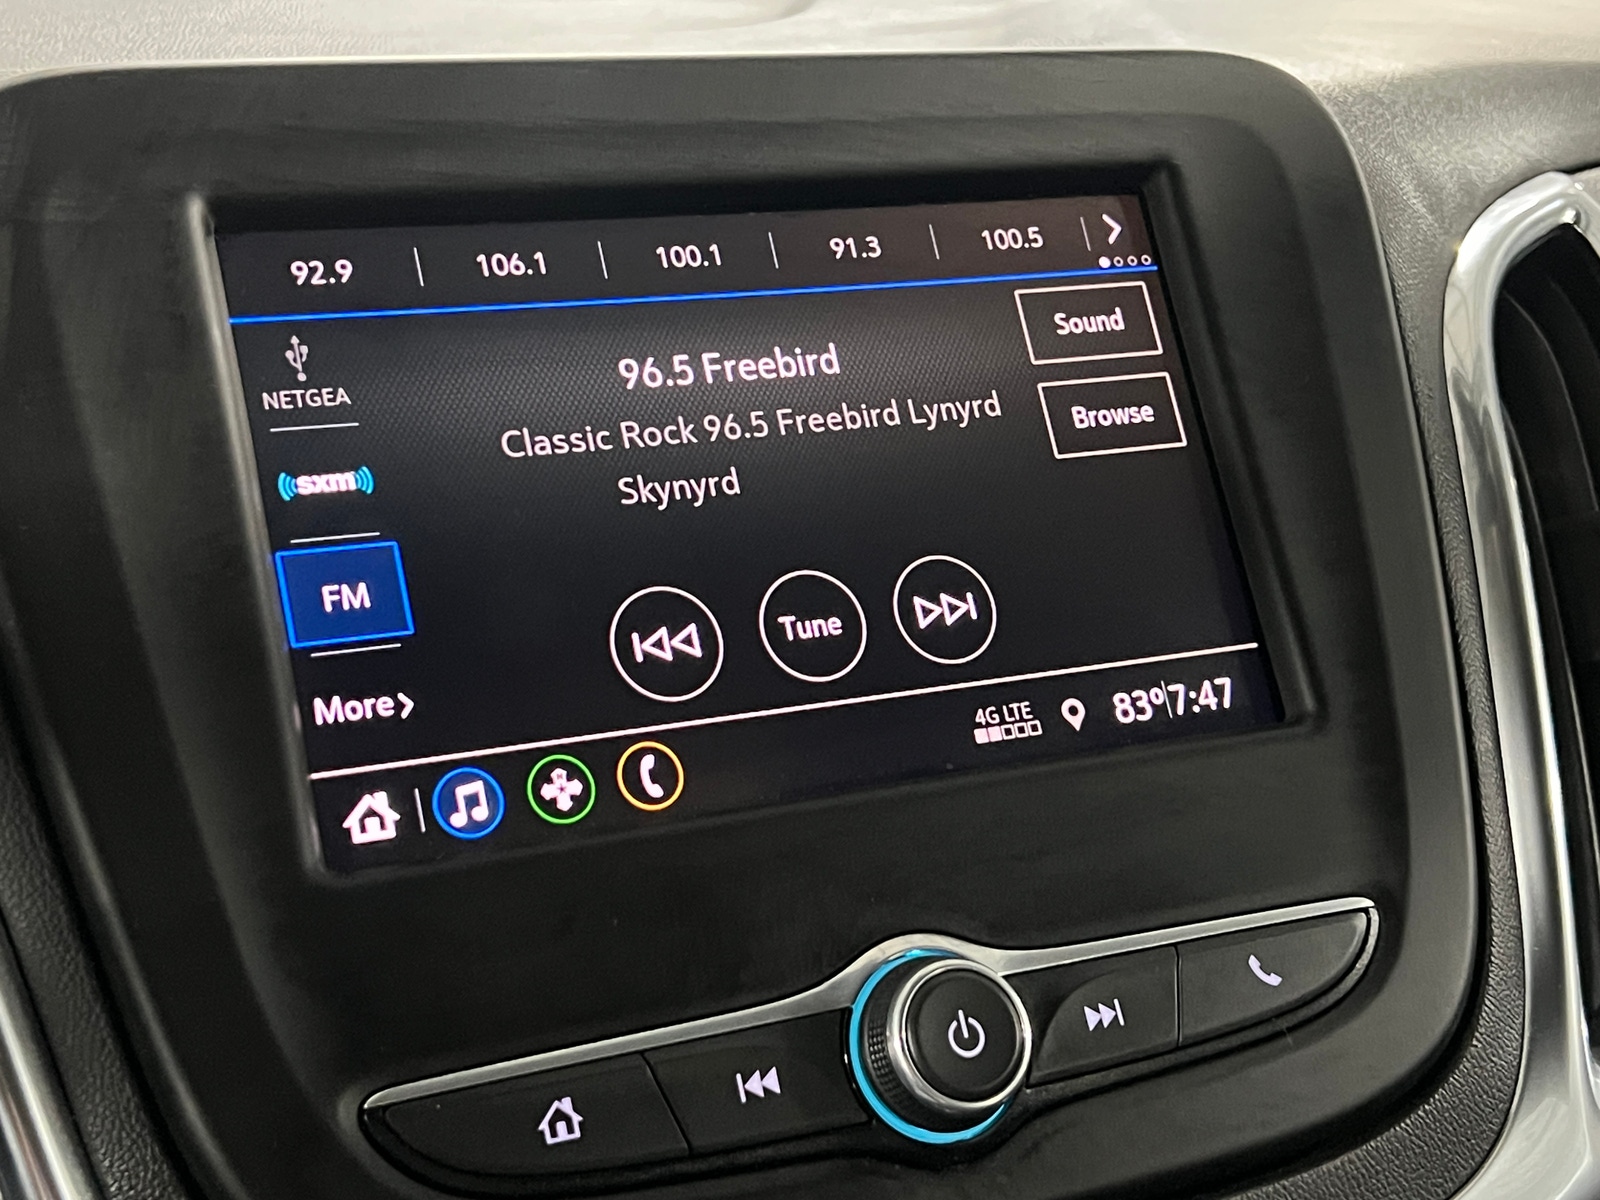 92.9 | 106.1 | 100.1 | 91.3 | 100.5
NETGEA
sxm
FM
More
96.5 Freebird
Classic Rock 96.5 Freebird Lynyrd
Skynyrd
Sound
Browse
Tune
4G LTE
83°|7:47